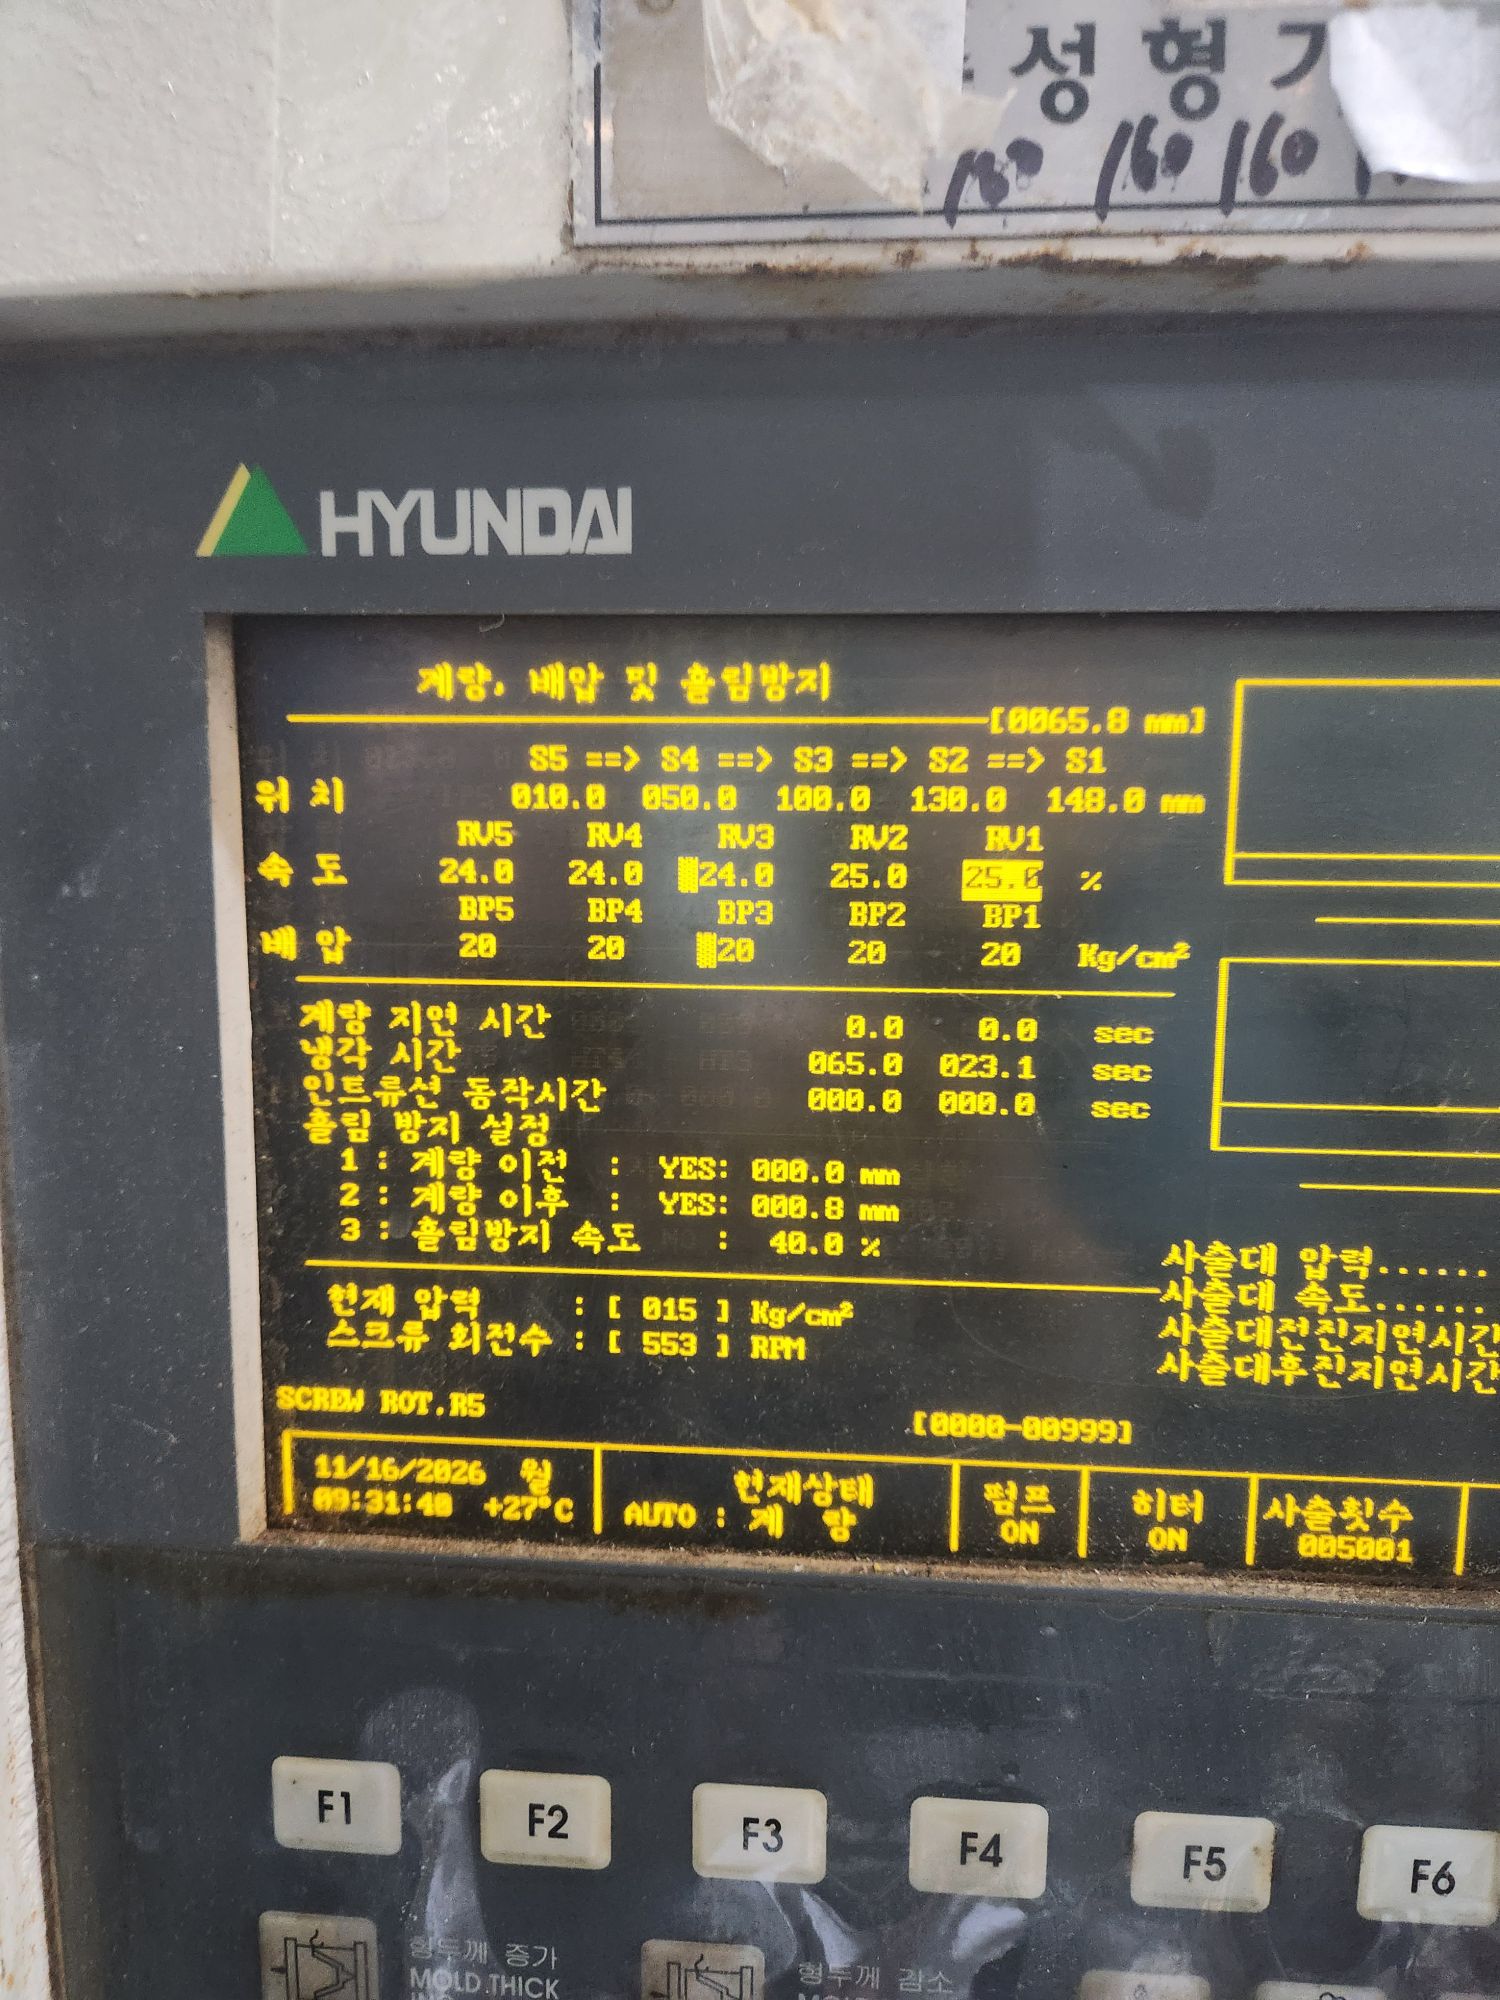 성형기
180 160 160
HYUNDAI
계량, 배압 및 흘림방지
[0065.8 mm]
S5 ==> S4 ==> S3 ==> S2 ==> S1
위 치 010.0 050.0 100.0 130.0 148.0 mm
RV5 RV4 RV3 RV2 RV1
속 도 24.0 24.0 24.0 25.0 25.0 %
BP5 BP4 BP3 BP2 BP1
배 압 20 20 20 20 20 Kg/cm²
계량 지연 시간 0.0 0.0 sec
냉각 시간 065.0 023.1 sec
인트류션 동작시간 000.0 000.0 sec
흘림 방지 설정
1 : 계량 이전 : YES: 000.0 mm
2 : 계량 이후 : YES: 000.8 mm
3 : 흘림방지 속도 : 40.0 %
사출대 압력......
사출대 속도......
사출대전진지연시간
사출대후진지연시간
현재 압력 : [ 015 ] Kg/cm²
스크류 회전수 : [ 553 ] RPM
SCREW ROT.R5
[0000-00999]
11/16/2026 월
09:31:40 +27°C
현재상태
AUTO : 계 량
펌프
ON
히터
ON
사출횟수
005001
F1 F2 F3 F4 F5 F6
형두께 증가
MOLD.THICK
형두께 감소